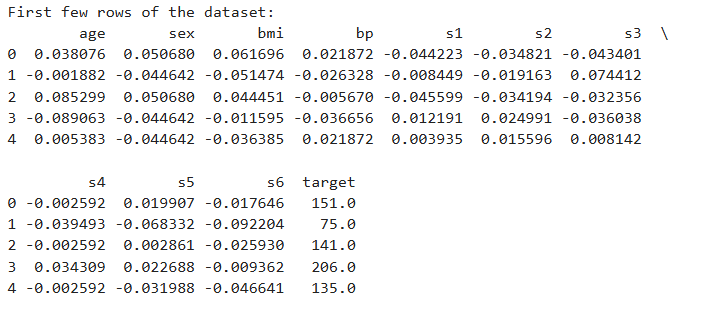 First few rows of the dataset:
        age       sex       bmi        bp        s1        s2        s3  \
0  0.038076  0.050680  0.061696  0.021872 -0.044223 -0.034821 -0.043401
1 -0.001882 -0.044642 -0.051474 -0.026328 -0.008449 -0.019163  0.074412
2  0.085299  0.050680  0.044451 -0.005670 -0.045599 -0.034194 -0.032356
3 -0.089063 -0.044642 -0.011595 -0.036656  0.012191  0.024991 -0.036038
4  0.005383 -0.044642 -0.036385  0.021872  0.003935  0.015596  0.008142

         s4        s5        s6  target
0 -0.002592  0.019907 -0.017646   151.0
1 -0.039493 -0.068332 -0.092204    75.0
2 -0.002592  0.002861 -0.025930   141.0
3  0.034309  0.022688 -0.009362   206.0
4 -0.002592 -0.031988 -0.046641   135.0